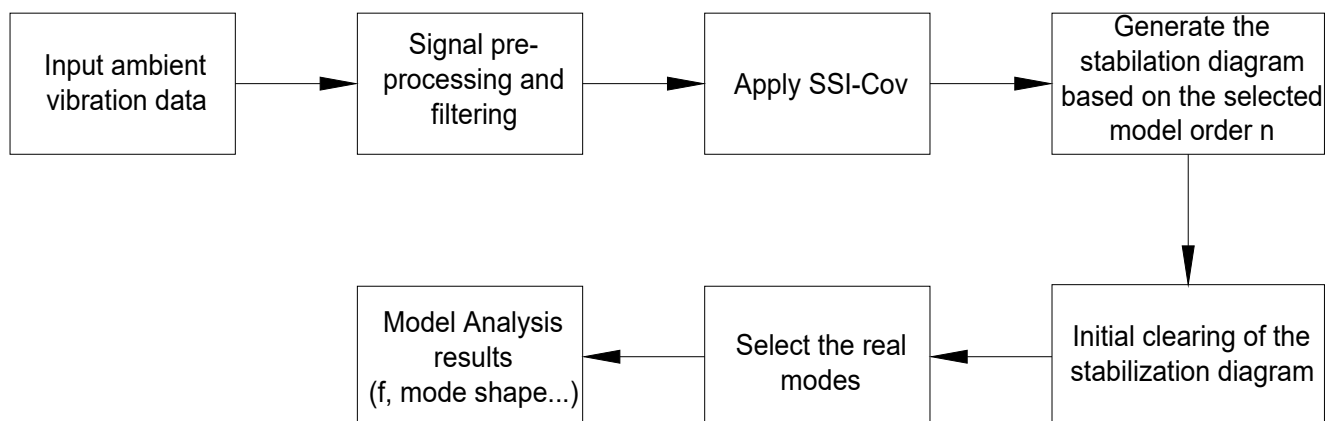 Input ambient
vibration data
Signal pre-
processing and
filtering
Apply SSI-Cov
Generate the
stabilation diagram
based on the selected
model order n
Initial clearing of the
stabilization diagram
Select the real
modes
Model Analysis
results
(f, mode shape...)